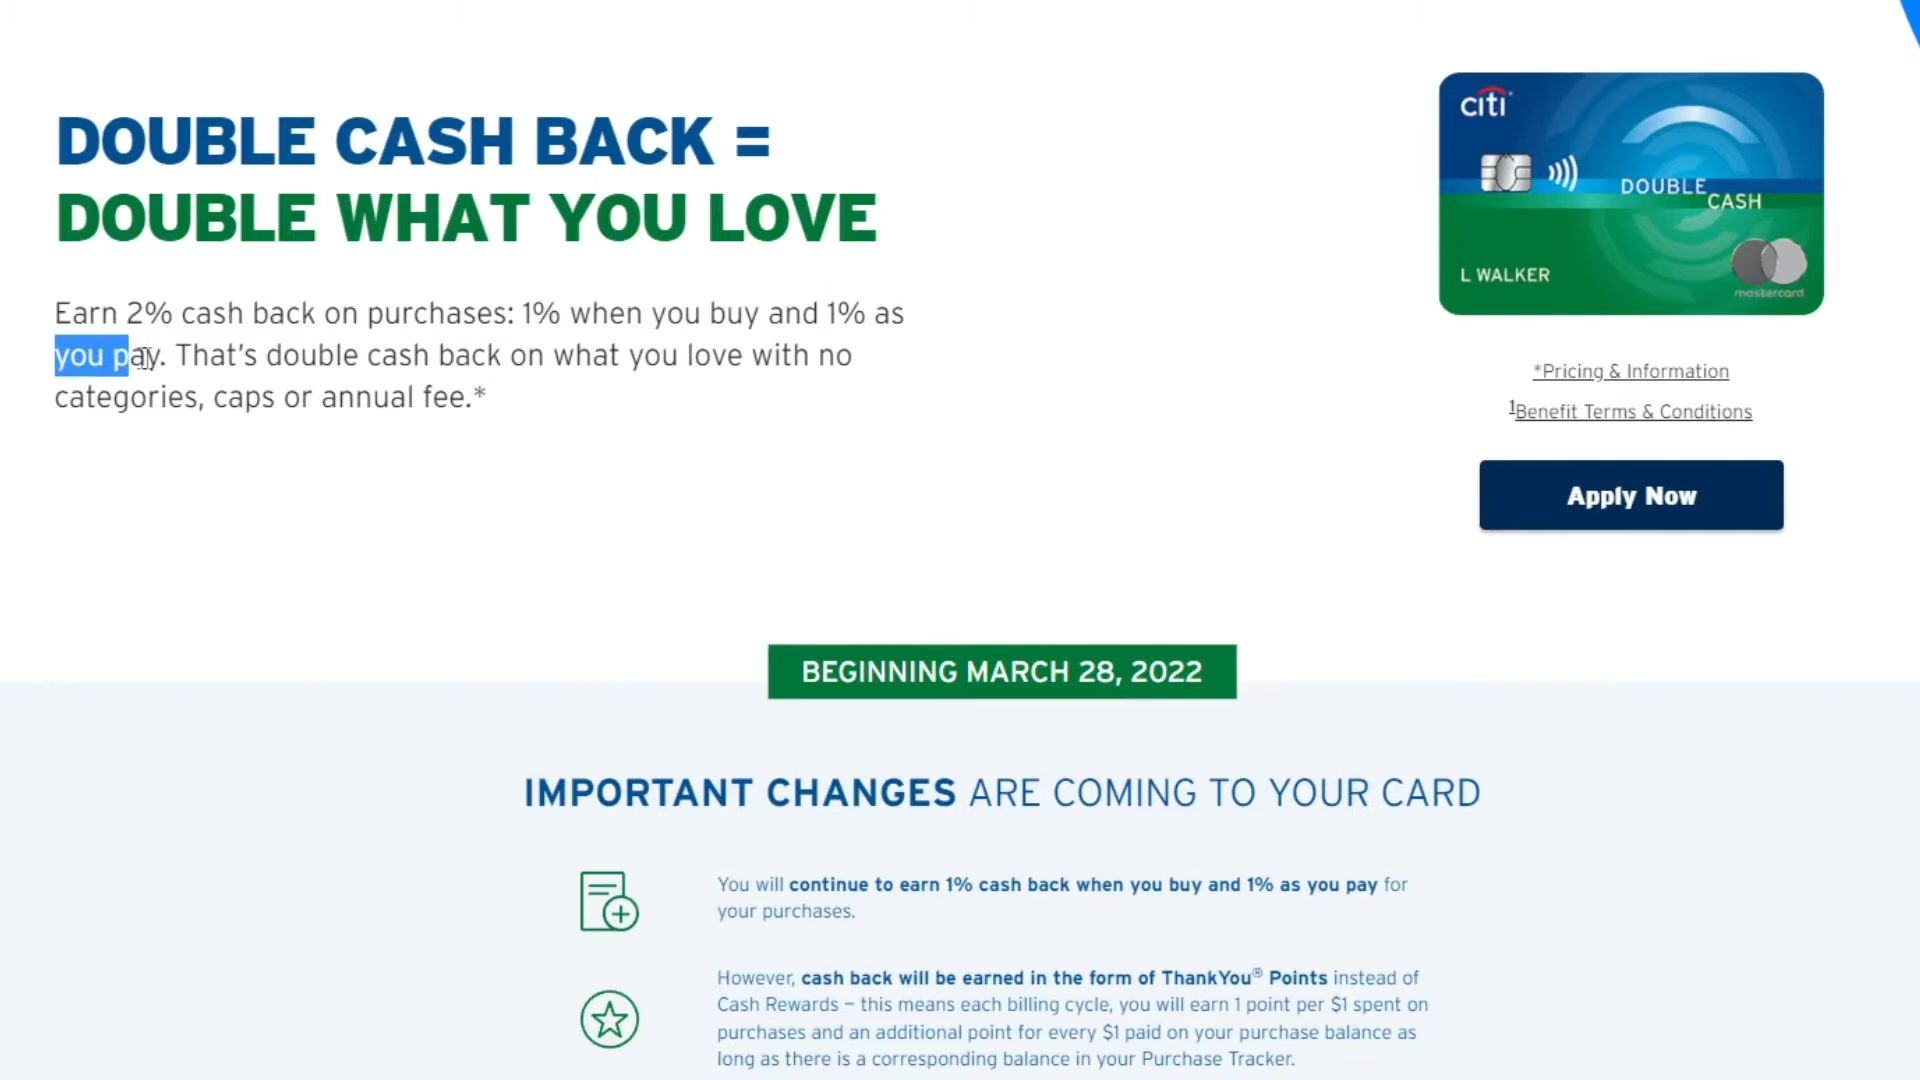 DOUBLE CASH BACK =
DOUBLE WHAT YOU LOVE
Earn 2% cash back on purchases: 1% when you buy and 1% as
you pay. That's double cash back on what you love with no
categories, caps or annual fee.*
citi
DOUBLE
CASH
L WALKER
mastercard
*Pricing & Information
1Benefit Terms & Conditions
Apply Now
BEGINNING MARCH 28, 2022
IMPORTANT CHANGES ARE COMING TO YOUR CARD
You will continue to earn 1% cash back when you buy and 1% as you pay for
your purchases.
However, cash back will be earned in the form of ThankYou® Points instead of
Cash Rewards – this means each billing cycle, you will earn 1 point per $1 spent on
purchases and an additional point for every $1 paid on your purchase balance as
long as there is a corresponding balance in your Purchase Tracker.